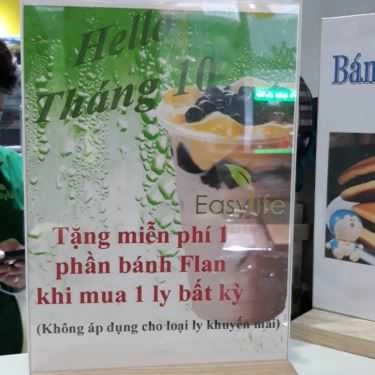 Hello
Tháng 10
Easylife
Tặng miễn phí 1
phần bánh Flan
khi mua 1 ly bất kỳ
(Không áp dụng cho loại ly khuyến mãi)
Bán